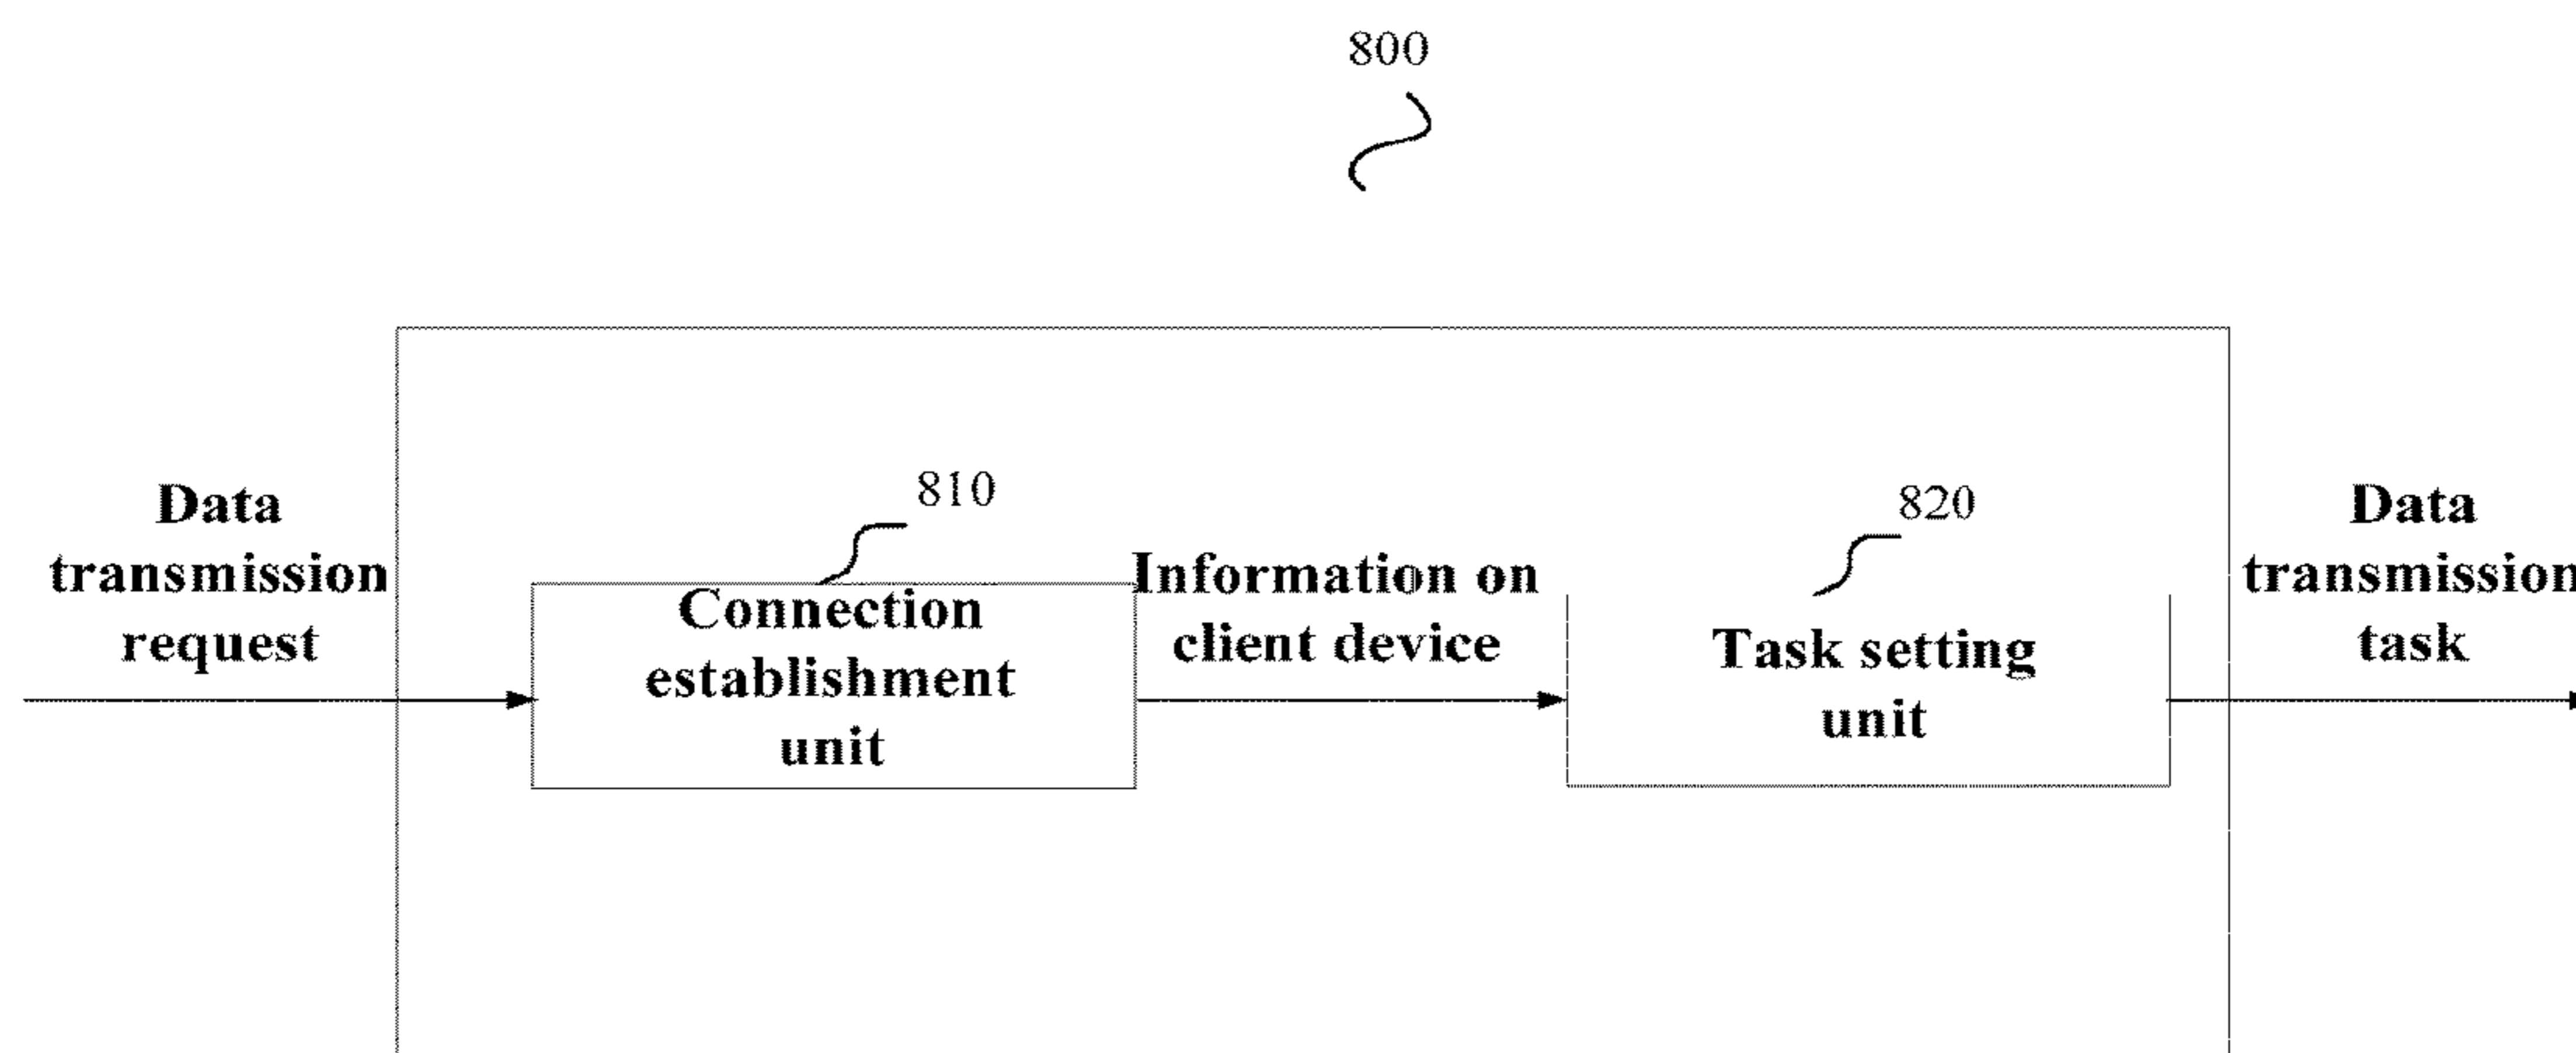 800
810
820
Data
transmission
request
Connection
establishment
unit
Information on
client device
Task setting
unit
Data
transmission
task